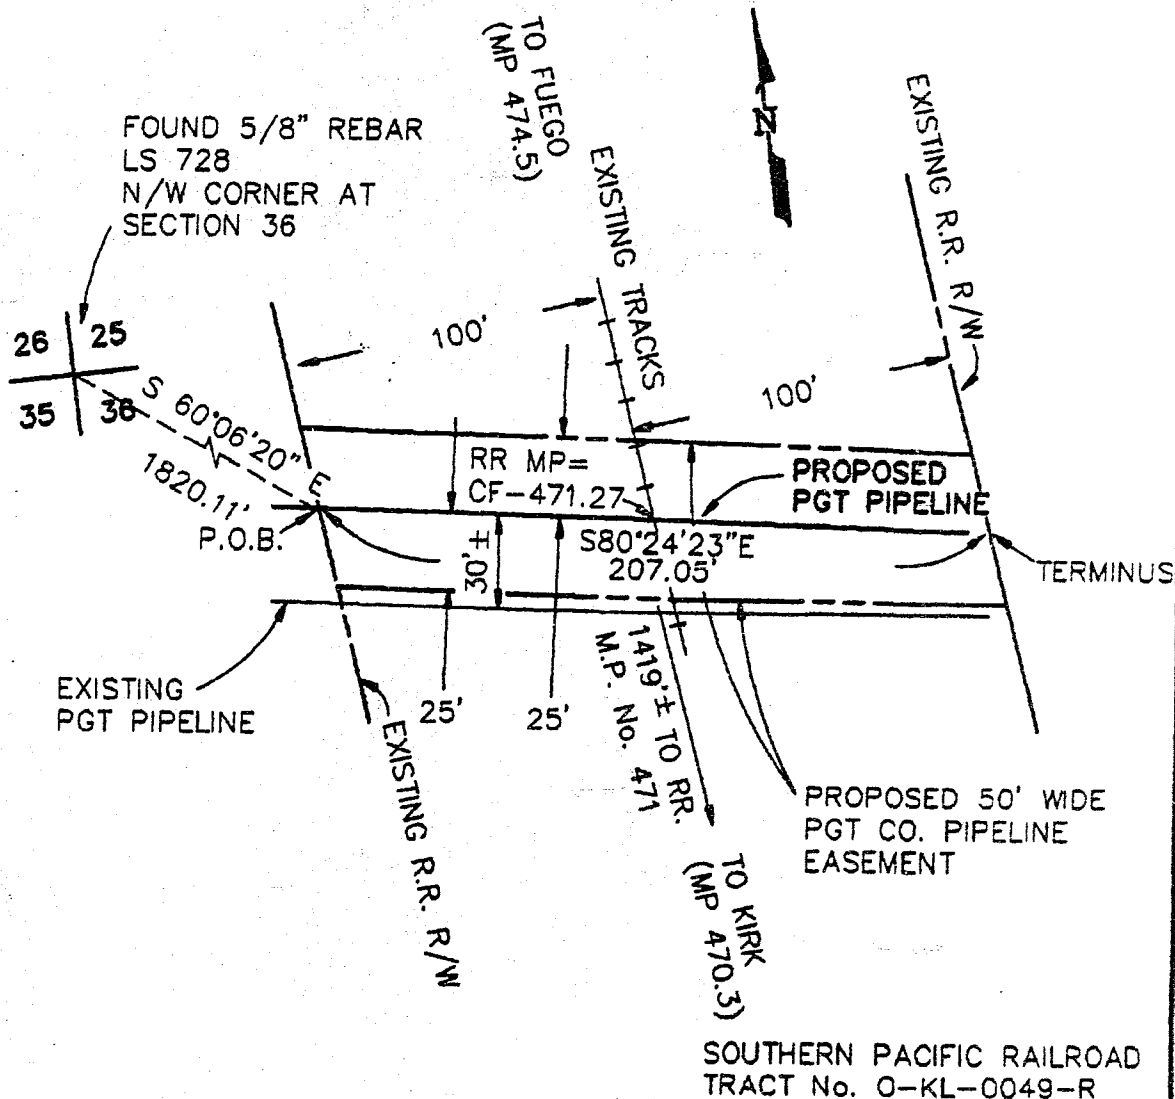 TO FUEGO
(MP 474.5)
N
FOUND 5/8" REBAR
LS 728
N/W CORNER AT
SECTION 36
EXISTING TRACKS
EXISTING R.R. R/W
26 25
35 36
100'
100'
S 60°06'20" E
1820.11'
P.O.B.
RR MP=
CF-471.27
PROPOSED
PGT PIPELINE
S80°24'23"E
207.05'
30'±
TERMINUS
EXISTING
PGT PIPELINE
25'
25'
1419'± TO RR.
M.P. No. 471
EXISTING R.R. R/W
PROPOSED 50' WIDE
PGT CO. PIPELINE
EASEMENT
TO KIRK
(MP 470.3)
SOUTHERN PACIFIC RAILROAD
TRACT No. O-KL-0049-R